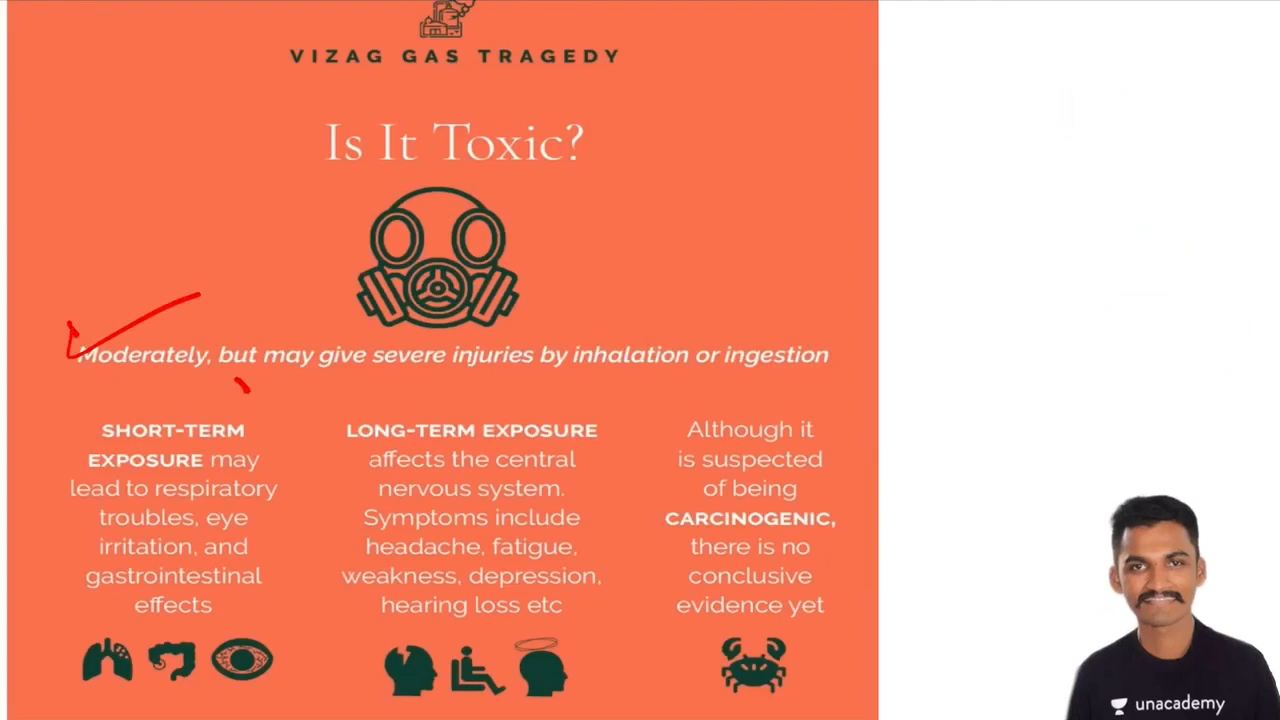 VIZAG GAS TRAGEDY
Is It Toxic?
Moderately, but may give severe injuries by inhalation or ingestion
SHORT-TERM
EXPOSURE may
lead to respiratory
troubles, eye
irritation, and
gastrointestinal
effects
LONG-TERM EXPOSURE
affects the central
nervous system.
Symptoms include
headache, fatigue,
weakness, depression,
hearing loss etc
Although it
is suspected
of being
CARCINOGENIC,
there is no
conclusive
evidence yet
unacademy